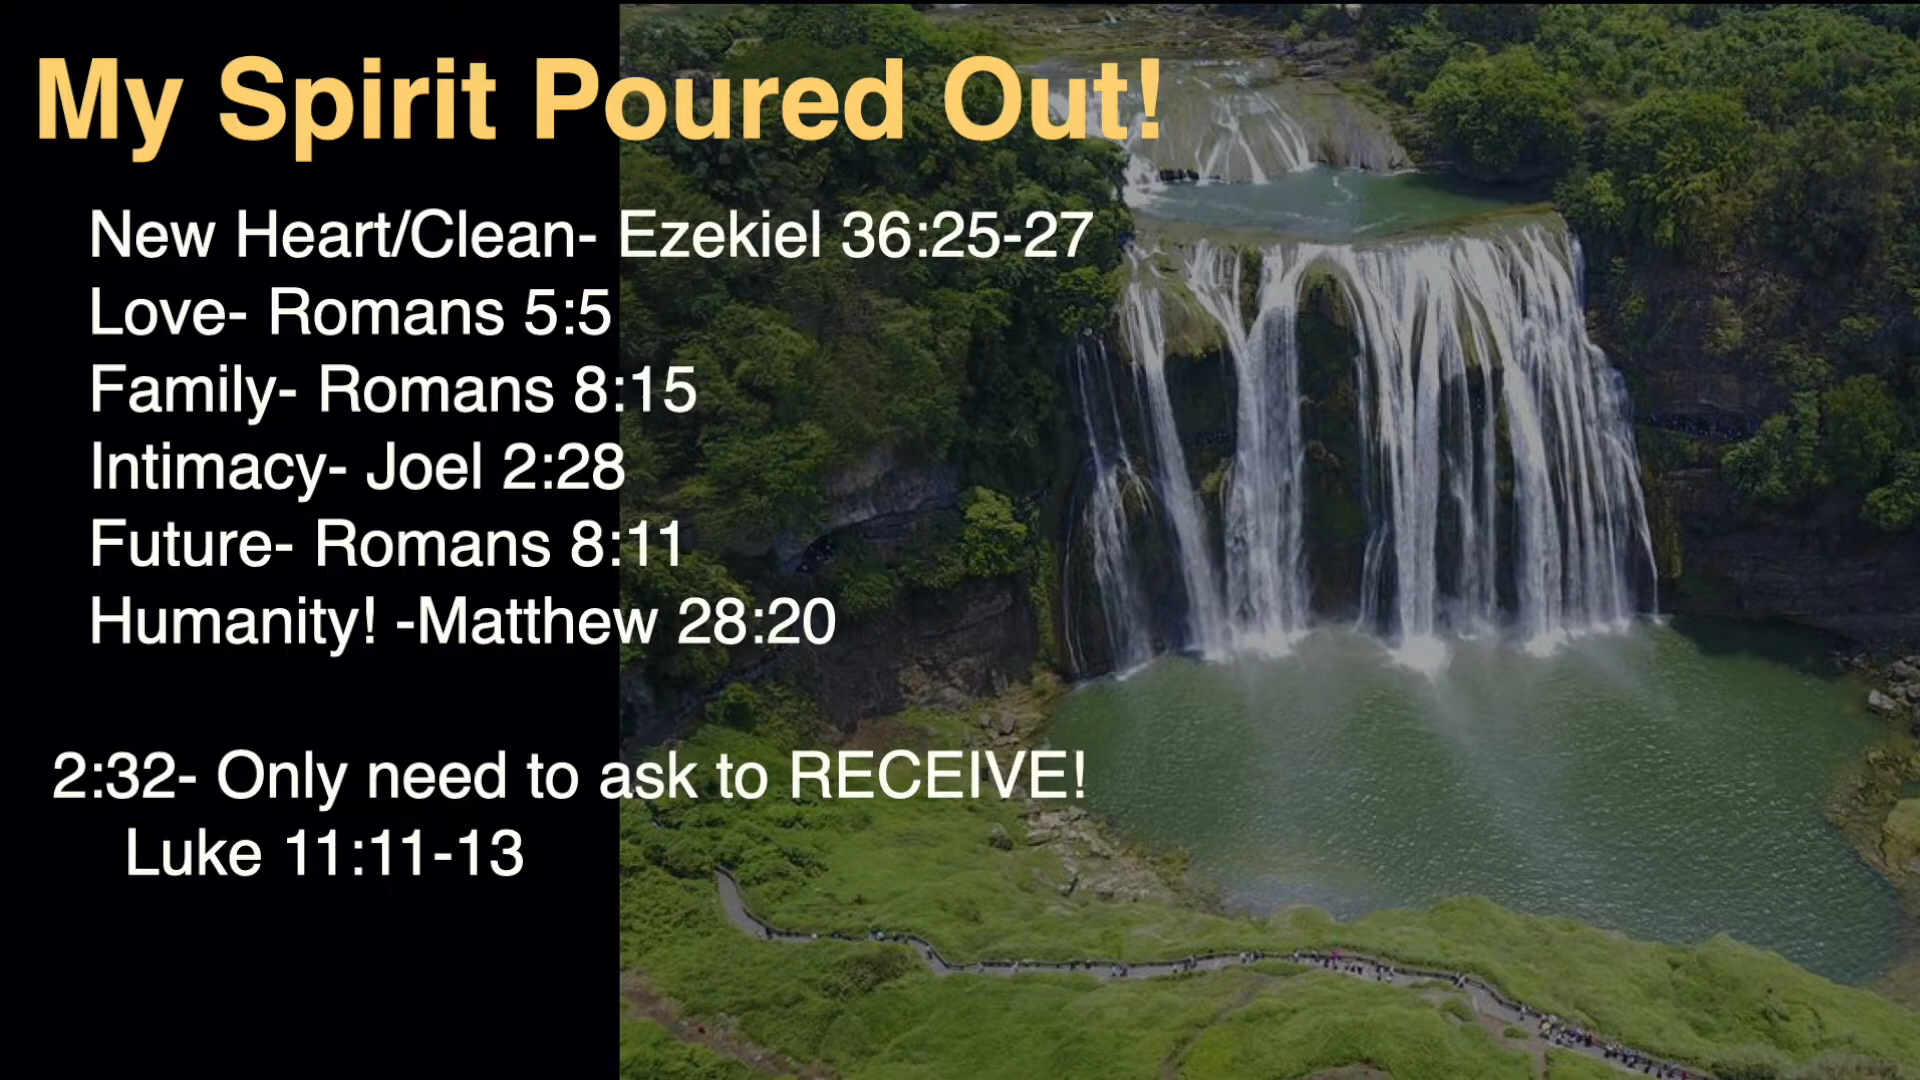 My Spirit Poured Out!
New Heart/Clean- Ezekiel 36:25-27
Love- Romans 5:5
Family- Romans 8:15
Intimacy- Joel 2:28
Future- Romans 8:11
Humanity! -Matthew 28:20
2:32- Only need to ask to RECEIVE!
Luke 11:11-13